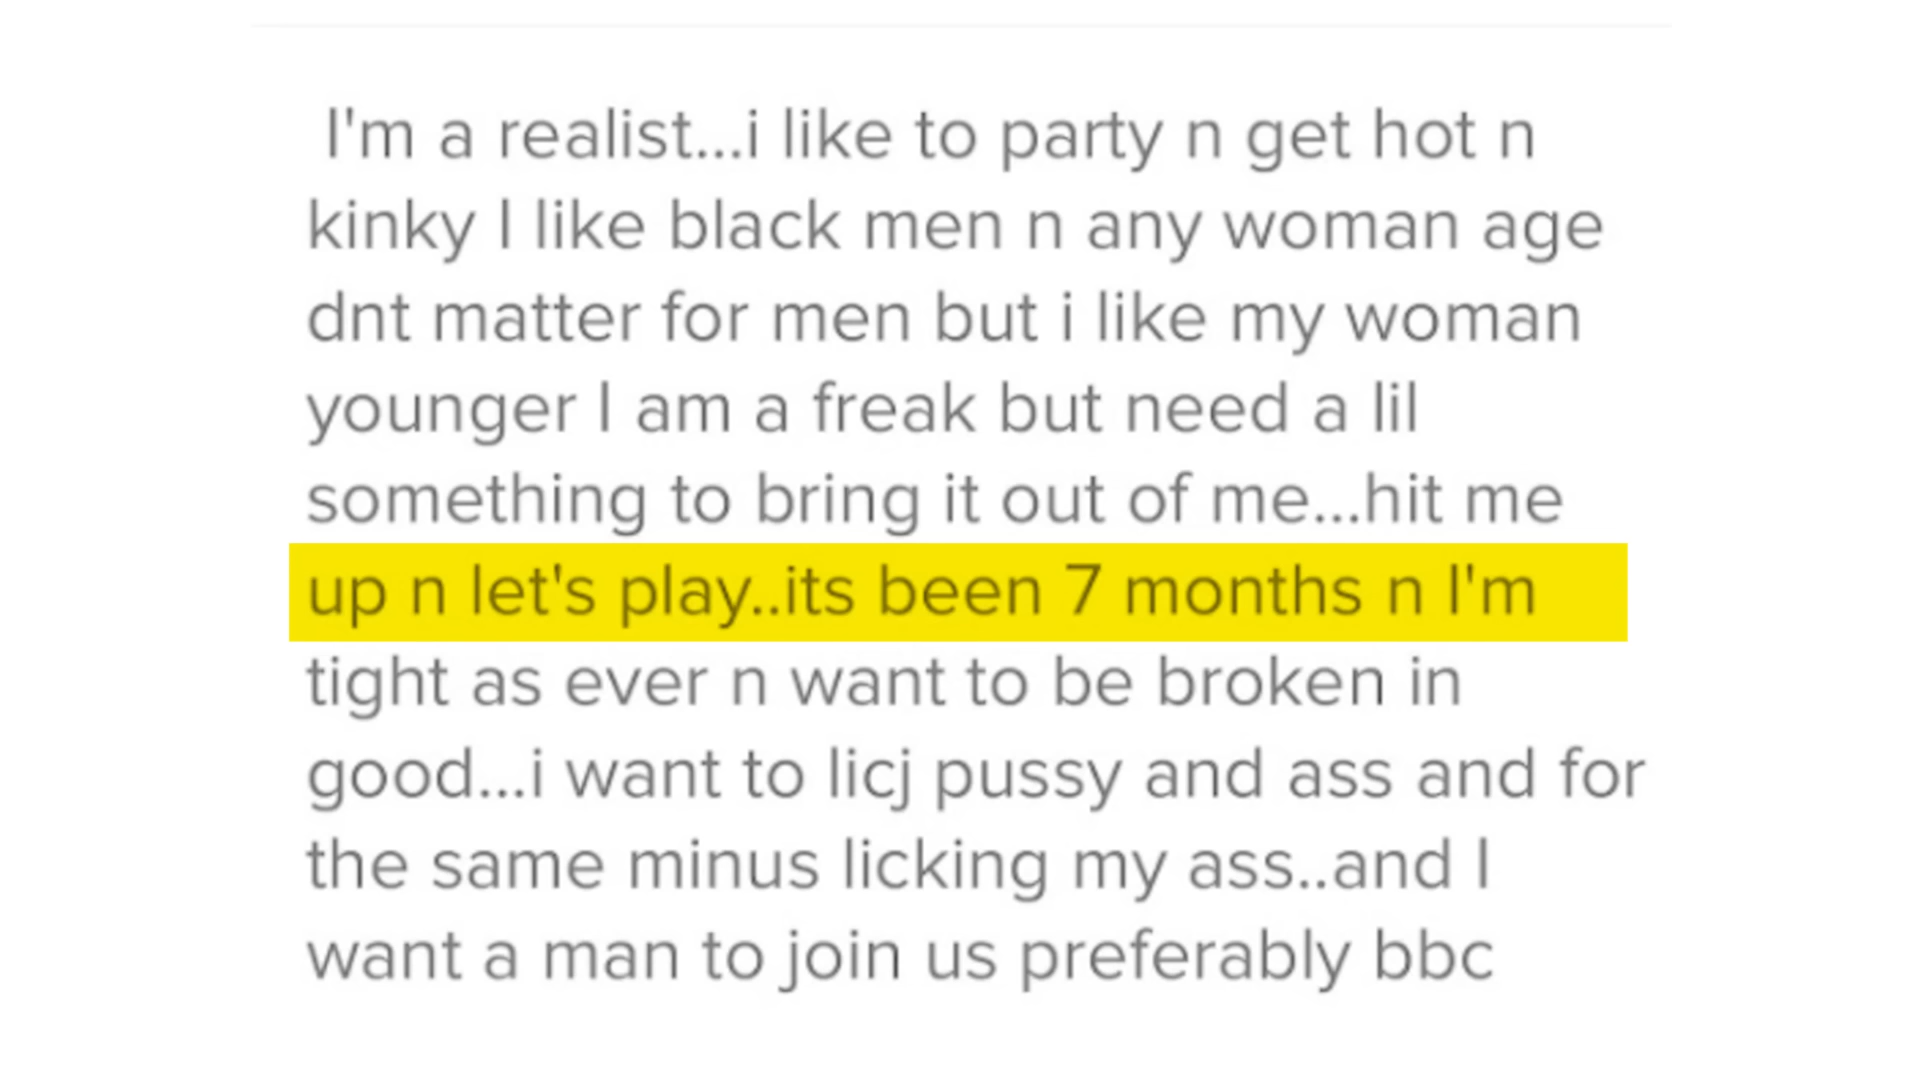 I'm a realist...i like to party n get hot n
kinky I like black men n any woman age
dnt matter for men but i like my woman
younger I am a freak but need a lil
something to bring it out of me...hit me
up n let's play..its been 7 months n I'm
tight as ever n want to be broken in
good...i want to licj pussy and ass and for
the same minus licking my ass..and I
want a man to join us preferably bbc